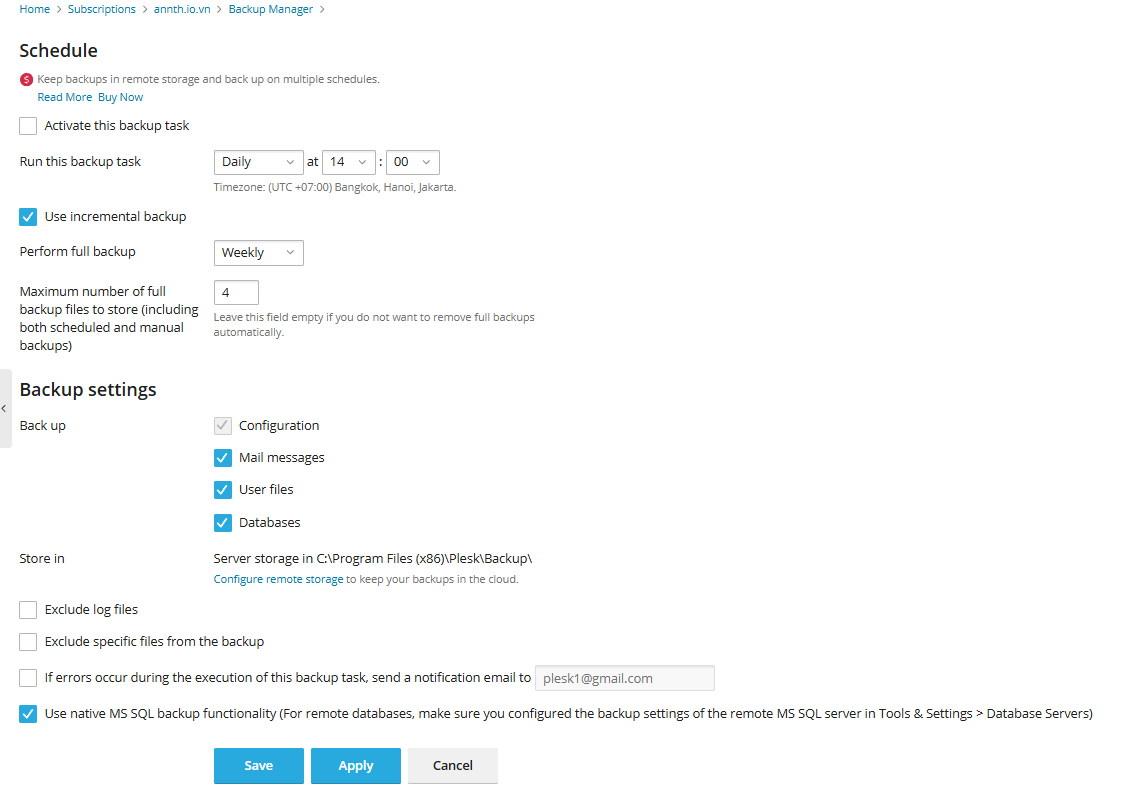 Home > Subscriptions > annth.io.vn > Backup Manager >
Schedule
$ Keep backups in remote storage and back up on multiple schedules.
Read More Buy Now
Activate this backup task
Run this backup task Daily at 14 : 00
Timezone: (UTC +07:00) Bangkok, Hanoi, Jakarta.
Use incremental backup
Perform full backup Weekly
Maximum number of full
backup files to store (including
both scheduled and manual
backups)
4
Leave this field empty if you do not want to remove full backups
automatically.
Backup settings
Back up Configuration
Mail messages
User files
Databases
Store in Server storage in C:\Program Files (x86)\Plesk\Backup\
Configure remote storage to keep your backups in the cloud.
Exclude log files
Exclude specific files from the backup
If errors occur during the execution of this backup task, send a notification email to plesk1@gmail.com
Use native MS SQL backup functionality (For remote databases, make sure you configured the backup settings of the remote MS SQL server in Tools & Settings > Database Servers)
Save Apply Cancel